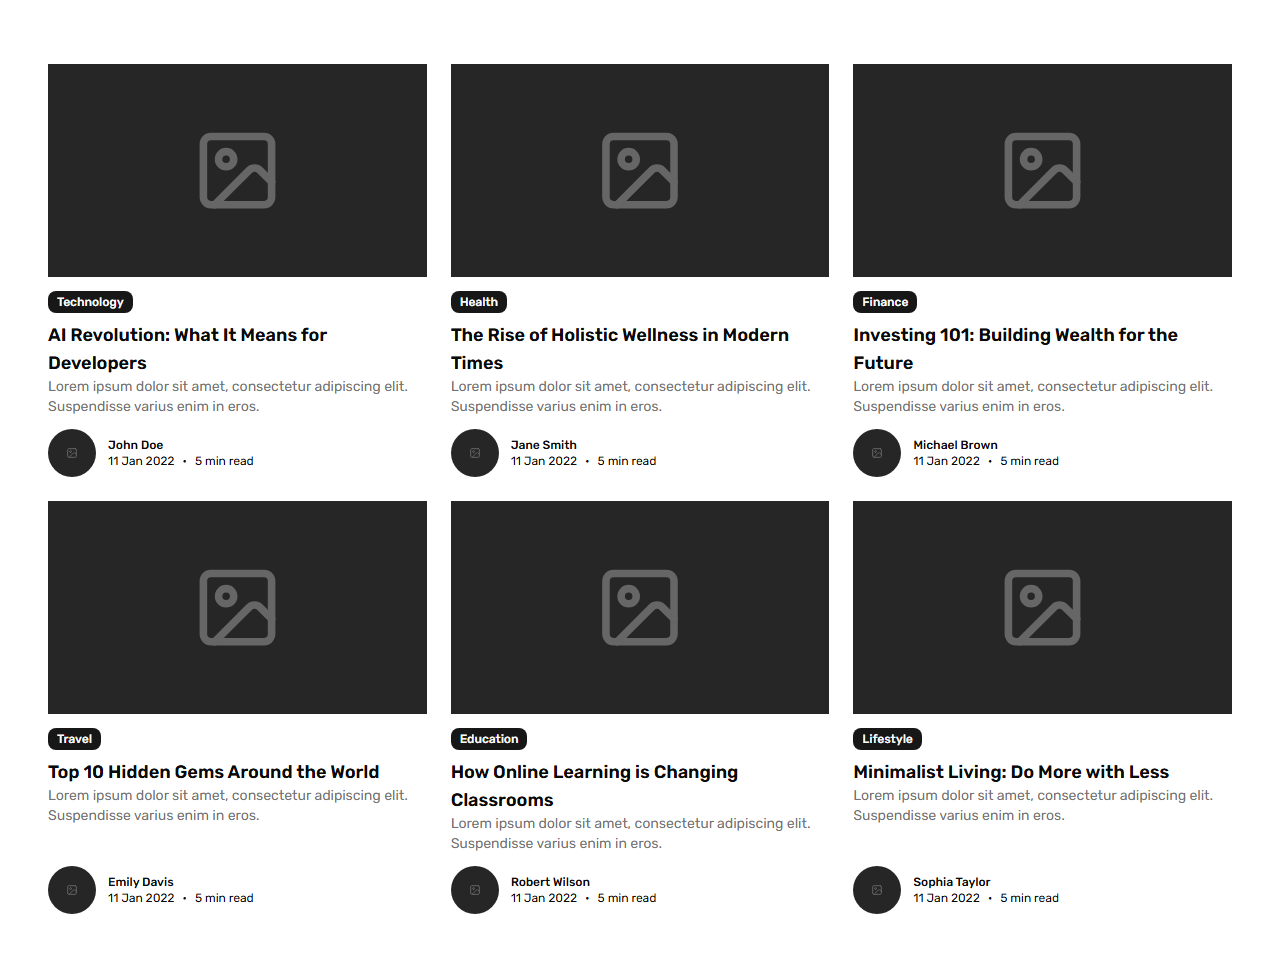 Technology
AI Revolution: What It Means for
Developers
Lorem ipsum dolor sit amet, consectetur adipiscing elit.
Suspendisse varius enim in eros.
John Doe
11 Jan 2022 • 5 min read
Health
The Rise of Holistic Wellness in Modern
Times
Lorem ipsum dolor sit amet, consectetur adipiscing elit.
Suspendisse varius enim in eros.
Jane Smith
11 Jan 2022 • 5 min read
Finance
Investing 101: Building Wealth for the
Future
Lorem ipsum dolor sit amet, consectetur adipiscing elit.
Suspendisse varius enim in eros.
Michael Brown
11 Jan 2022 • 5 min read
Travel
Top 10 Hidden Gems Around the World
Lorem ipsum dolor sit amet, consectetur adipiscing elit.
Suspendisse varius enim in eros.
Emily Davis
11 Jan 2022 • 5 min read
Education
How Online Learning is Changing
Classrooms
Lorem ipsum dolor sit amet, consectetur adipiscing elit.
Suspendisse varius enim in eros.
Robert Wilson
11 Jan 2022 • 5 min read
Lifestyle
Minimalist Living: Do More with Less
Lorem ipsum dolor sit amet, consectetur adipiscing elit.
Suspendisse varius enim in eros.
Sophia Taylor
11 Jan 2022 • 5 min read